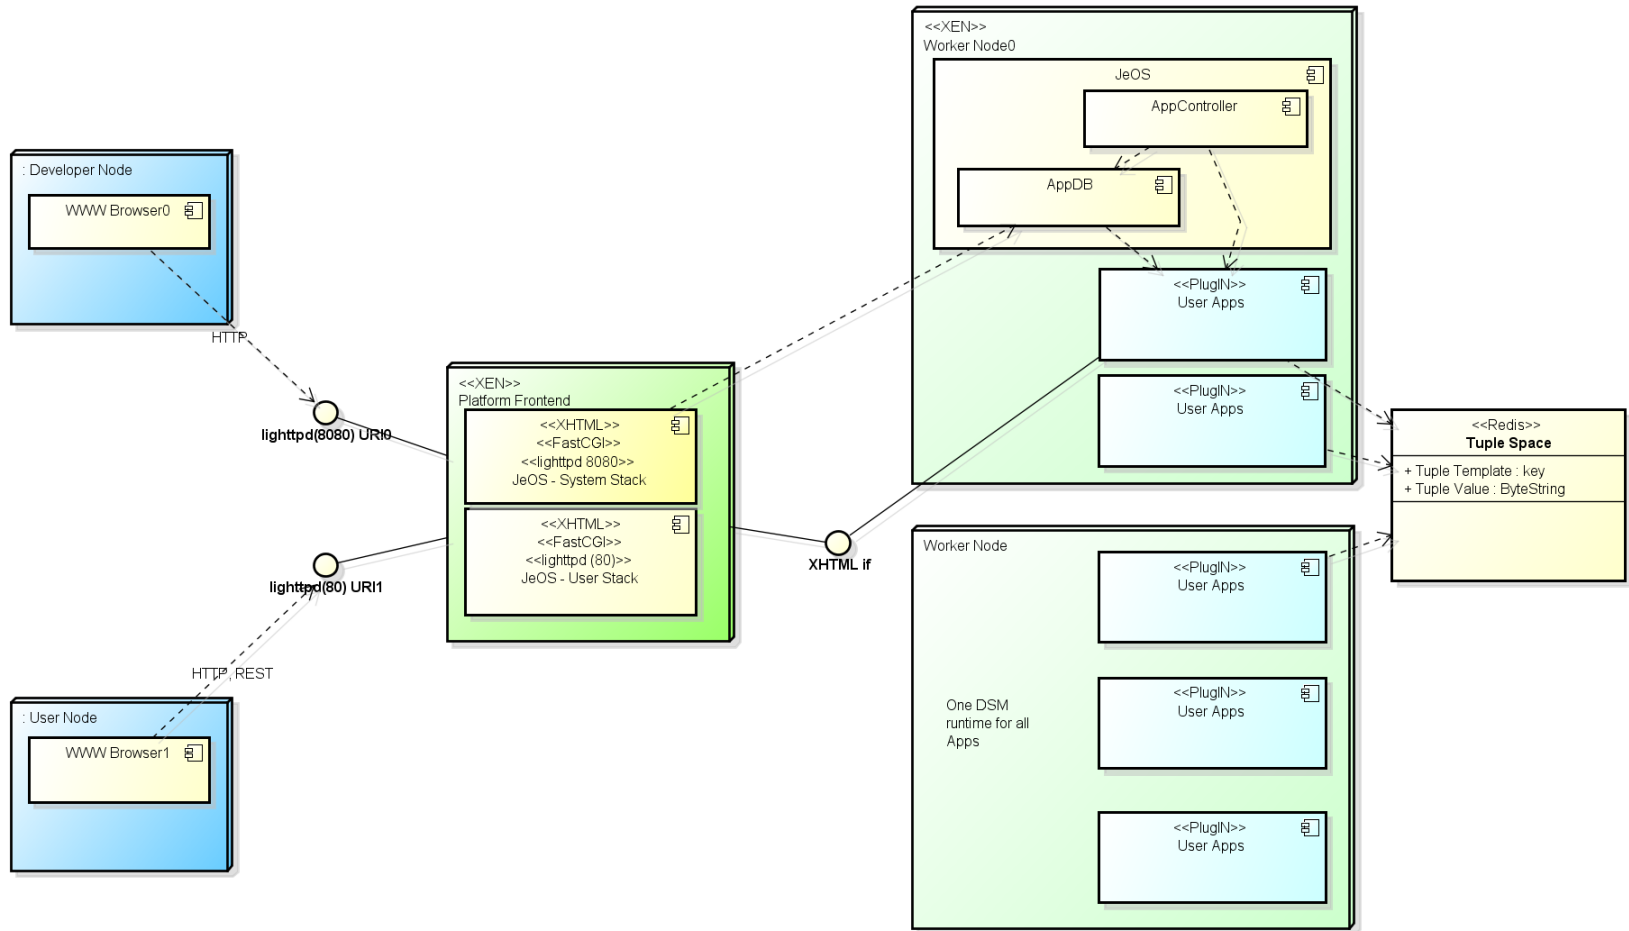 <<XEN>>
Worker Node0
JeOS
AppController
AppDB
<<PlugIN>>
User Apps
<<PlugIN>>
User Apps
: Developer Node
WWW Browser0
HTTP
lighttpd(8080) URI0
<<XEN>>
Platform Frontend
<<XHTML>>
<<FastCGI>>
<<lighttpd 8080>>
JeOS - System Stack
<<XHTML>>
<<FastCGI>>
<<lighttpd (80)>>
JeOS - User Stack
lighttpd(80) URI1
HTTP, REST
: User Node
WWW Browser1
XHTML if
<<Redis>>
Tuple Space
+ Tuple Template : key
+ Tuple Value : ByteString
Worker Node
<<PlugIN>>
User Apps
One DSM
runtime for all
Apps
<<PlugIN>>
User Apps
<<PlugIN>>
User Apps